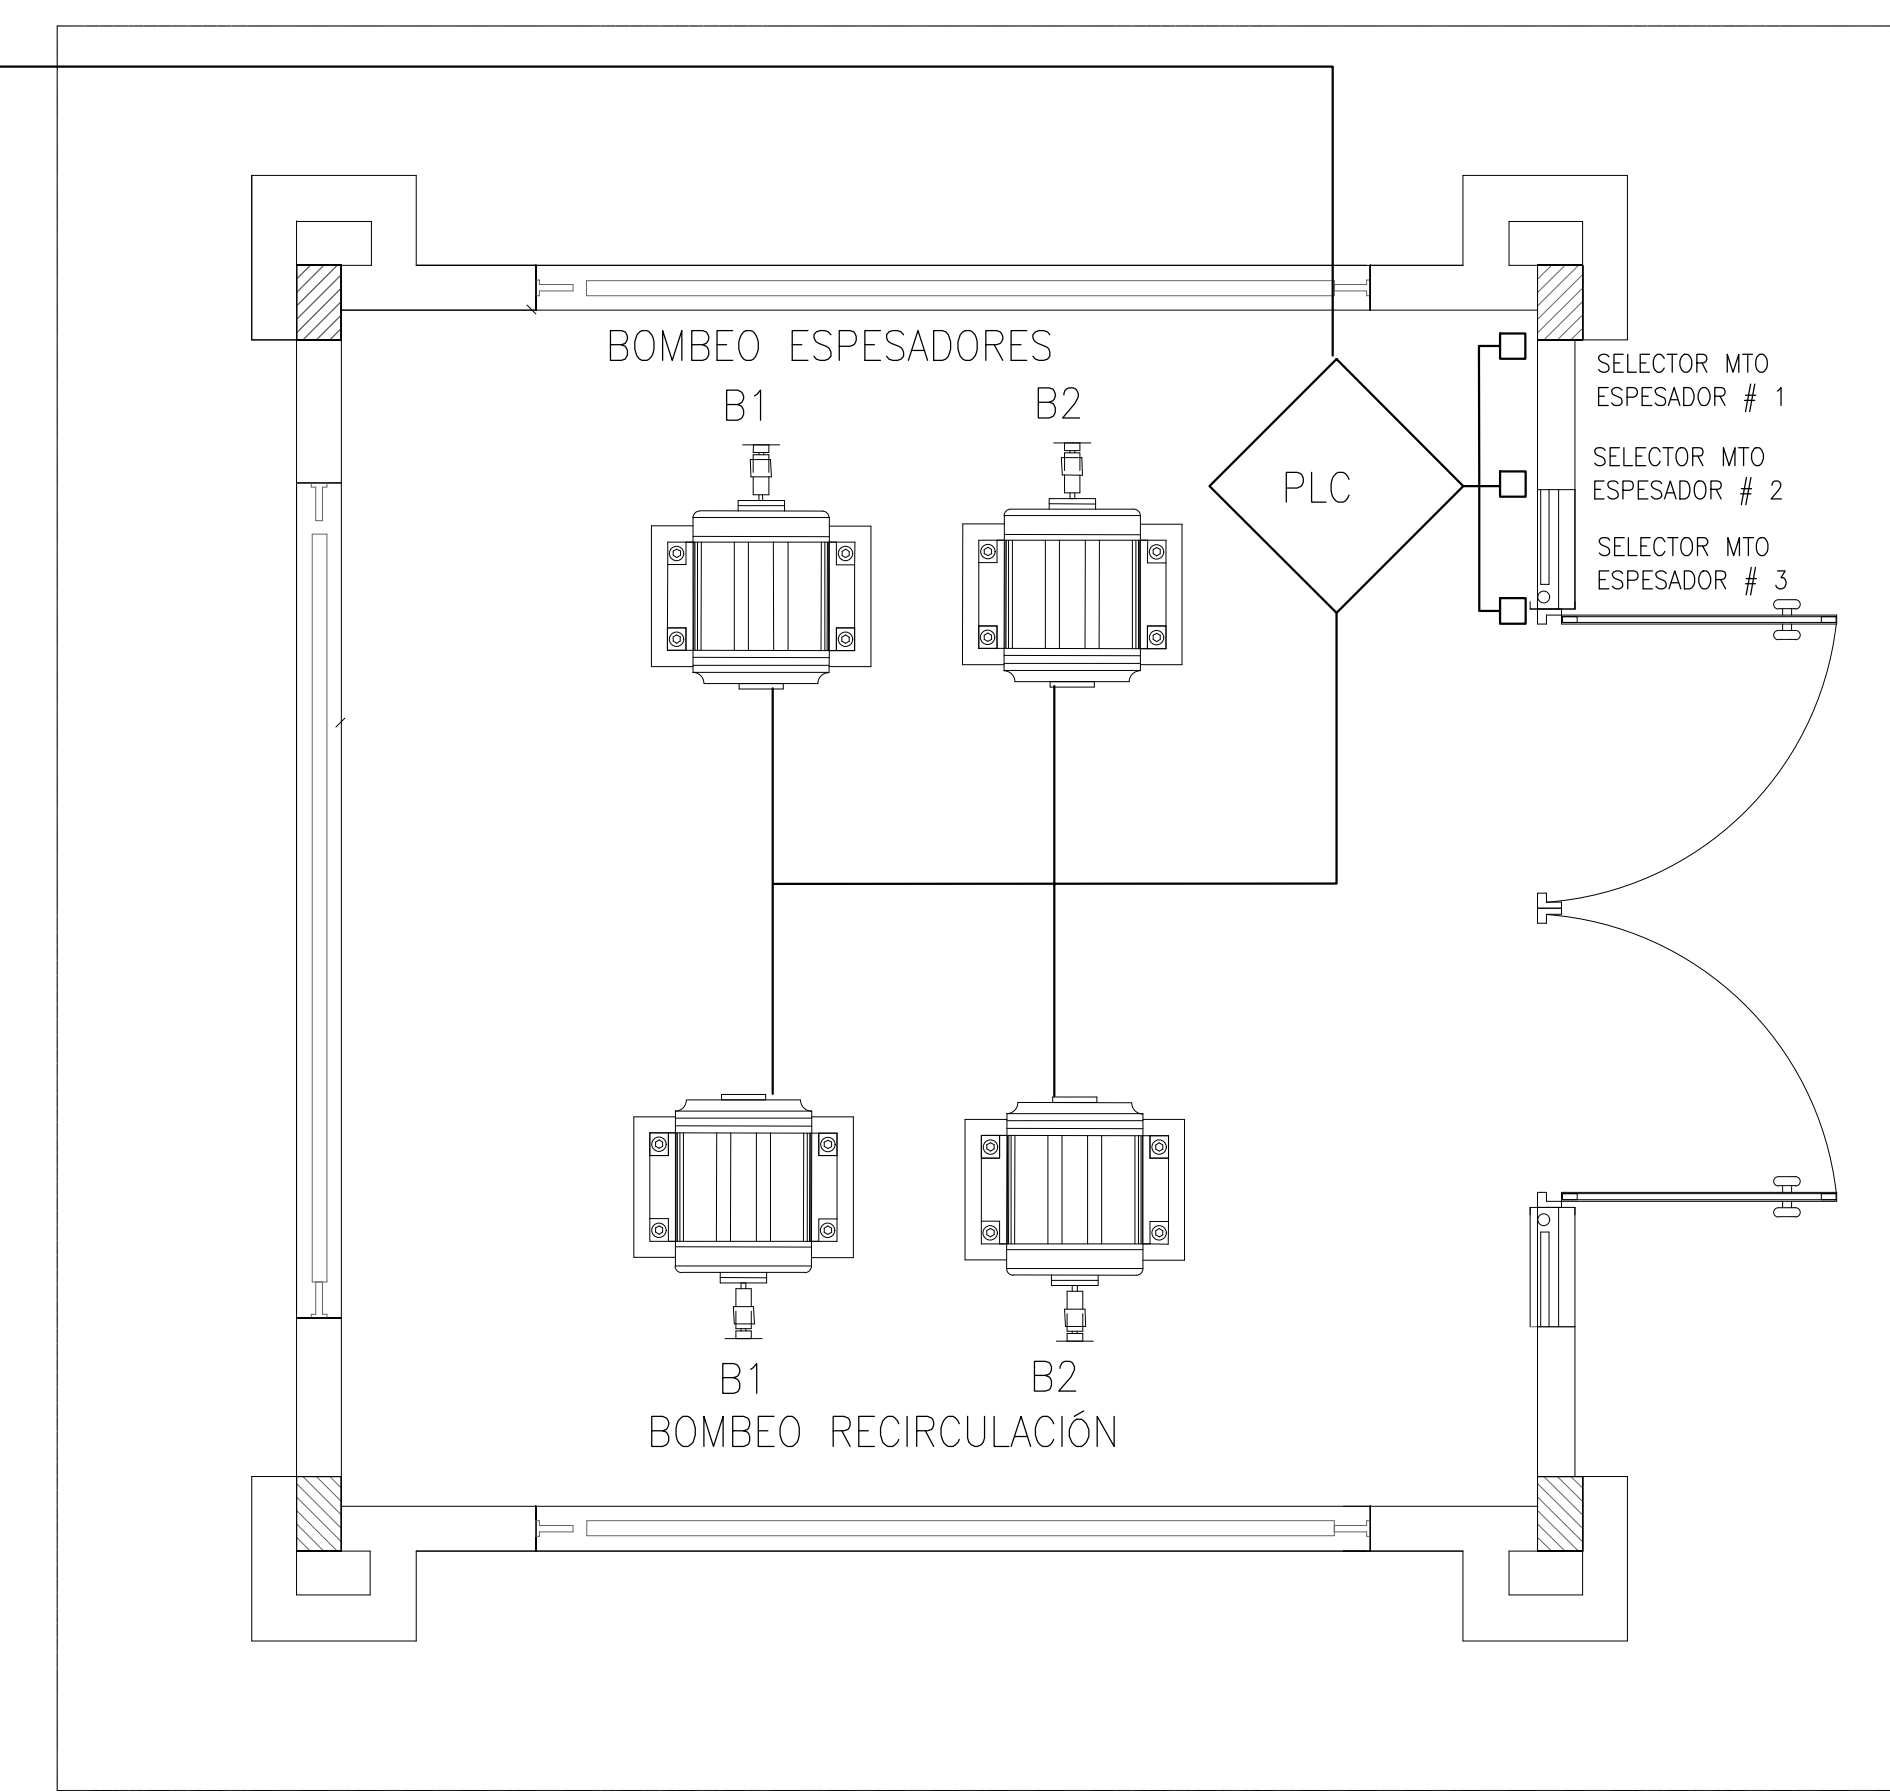 BOMBEO ESPESADORES
B1
B2
PLC
SELECTOR MTO
ESPESADOR # 1
SELECTOR MTO
ESPESADOR # 2
SELECTOR MTO
ESPESADOR # 3
B1
B2
BOMBEO RECIRCULACIÓN